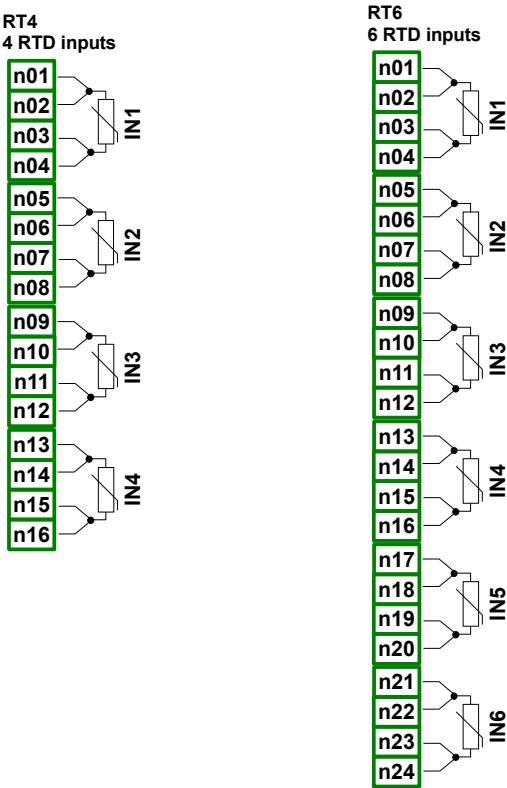 RT4
4 RTD inputs
n01
n02
n03
n04
IN1
n05
n06
n07
n08
IN2
n09
n10
n11
n12
IN3
n13
n14
n15
n16
IN4
RT6
6 RTD inputs
n01
n02
n03
n04
IN1
n05
n06
n07
n08
IN2
n09
n10
n11
n12
IN3
n13
n14
n15
n16
IN4
n17
n18
n19
n20
IN5
n21
n22
n23
n24
IN6